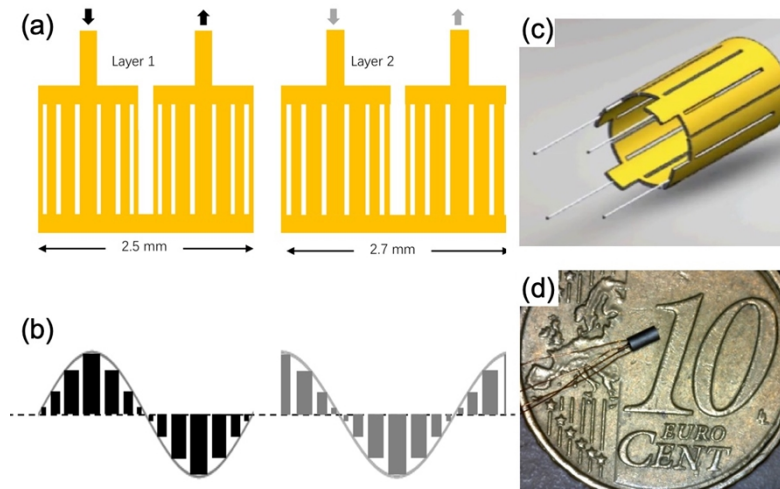 (a)
Layer 1
Layer 2
2.5 mm
2.7 mm
(b)
(c)
(d)
10
EURO
CENT